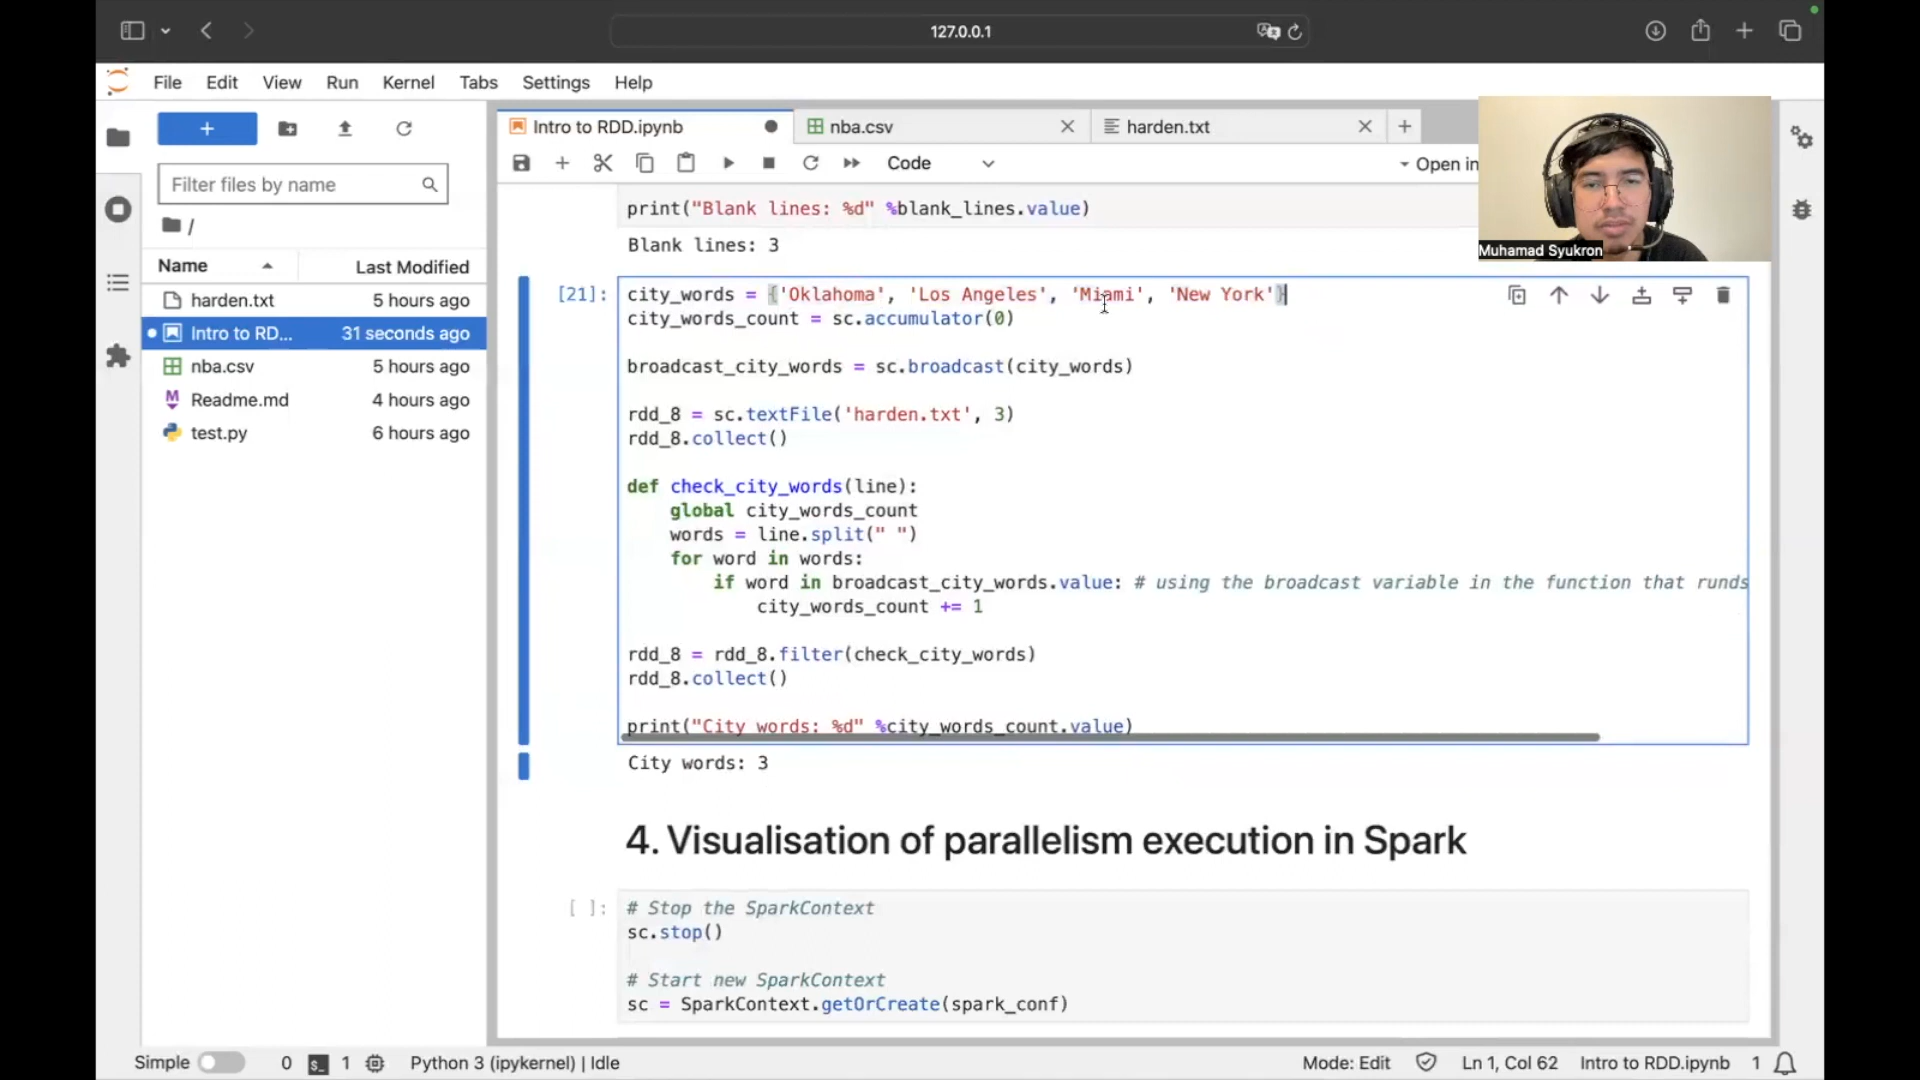 127.0.0.1
File Edit View Run Kernel Tabs Settings Help
Intro to RDD.ipynb
nba.csv
harden.txt
Code
Open in
Filter files by name
/
Name Last Modified
harden.txt 5 hours ago
Intro to RD... 31 seconds ago
nba.csv 5 hours ago
Readme.md 4 hours ago
test.py 6 hours ago
Muhamad Syukron
print("Blank lines: %d" %blank_lines.value)
Blank lines: 3
[21]: city_words = {'Oklahoma', 'Los Angeles', 'Miami', 'New York'}
city_words_count = sc.accumulator(0)
broadcast_city_words = sc.broadcast(city_words)
rdd_8 = sc.textFile('harden.txt', 3)
rdd_8.collect()
def check_city_words(line):
global city_words_count
words = line.split(" ")
for word in words:
if word in broadcast_city_words.value: # using the broadcast variable in the function that runds
city_words_count += 1
rdd_8 = rdd_8.filter(check_city_words)
rdd_8.collect()
print("City words: %d" %city_words_count.value)
City words: 3
4. Visualisation of parallelism execution in Spark
[ ]: # Stop the SparkContext
sc.stop()
# Start new SparkContext
sc = SparkContext.getOrCreate(spark_conf)
Simple 0 1 Python 3 (ipykernel) | Idle Mode: Edit Ln 1, Col 62 Intro to RDD.ipynb 1